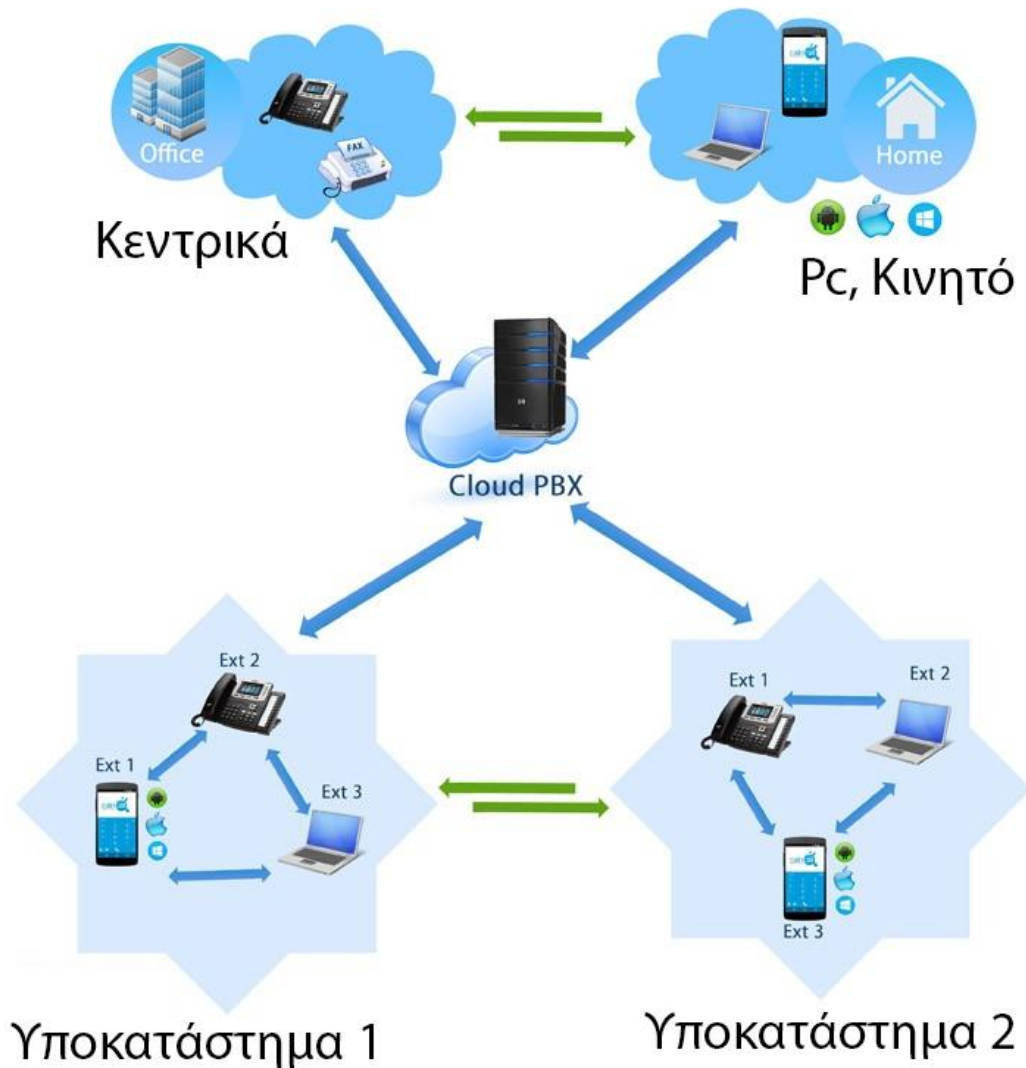 FAX
Office
Home
Κεντρικά
Pc, Κινητό
Cloud PBX
Ext 2
Ext 1
Ext 3
Ext 1
Ext 2
Ext 3
Υποκατάστημα 1
Υποκατάστημα 2